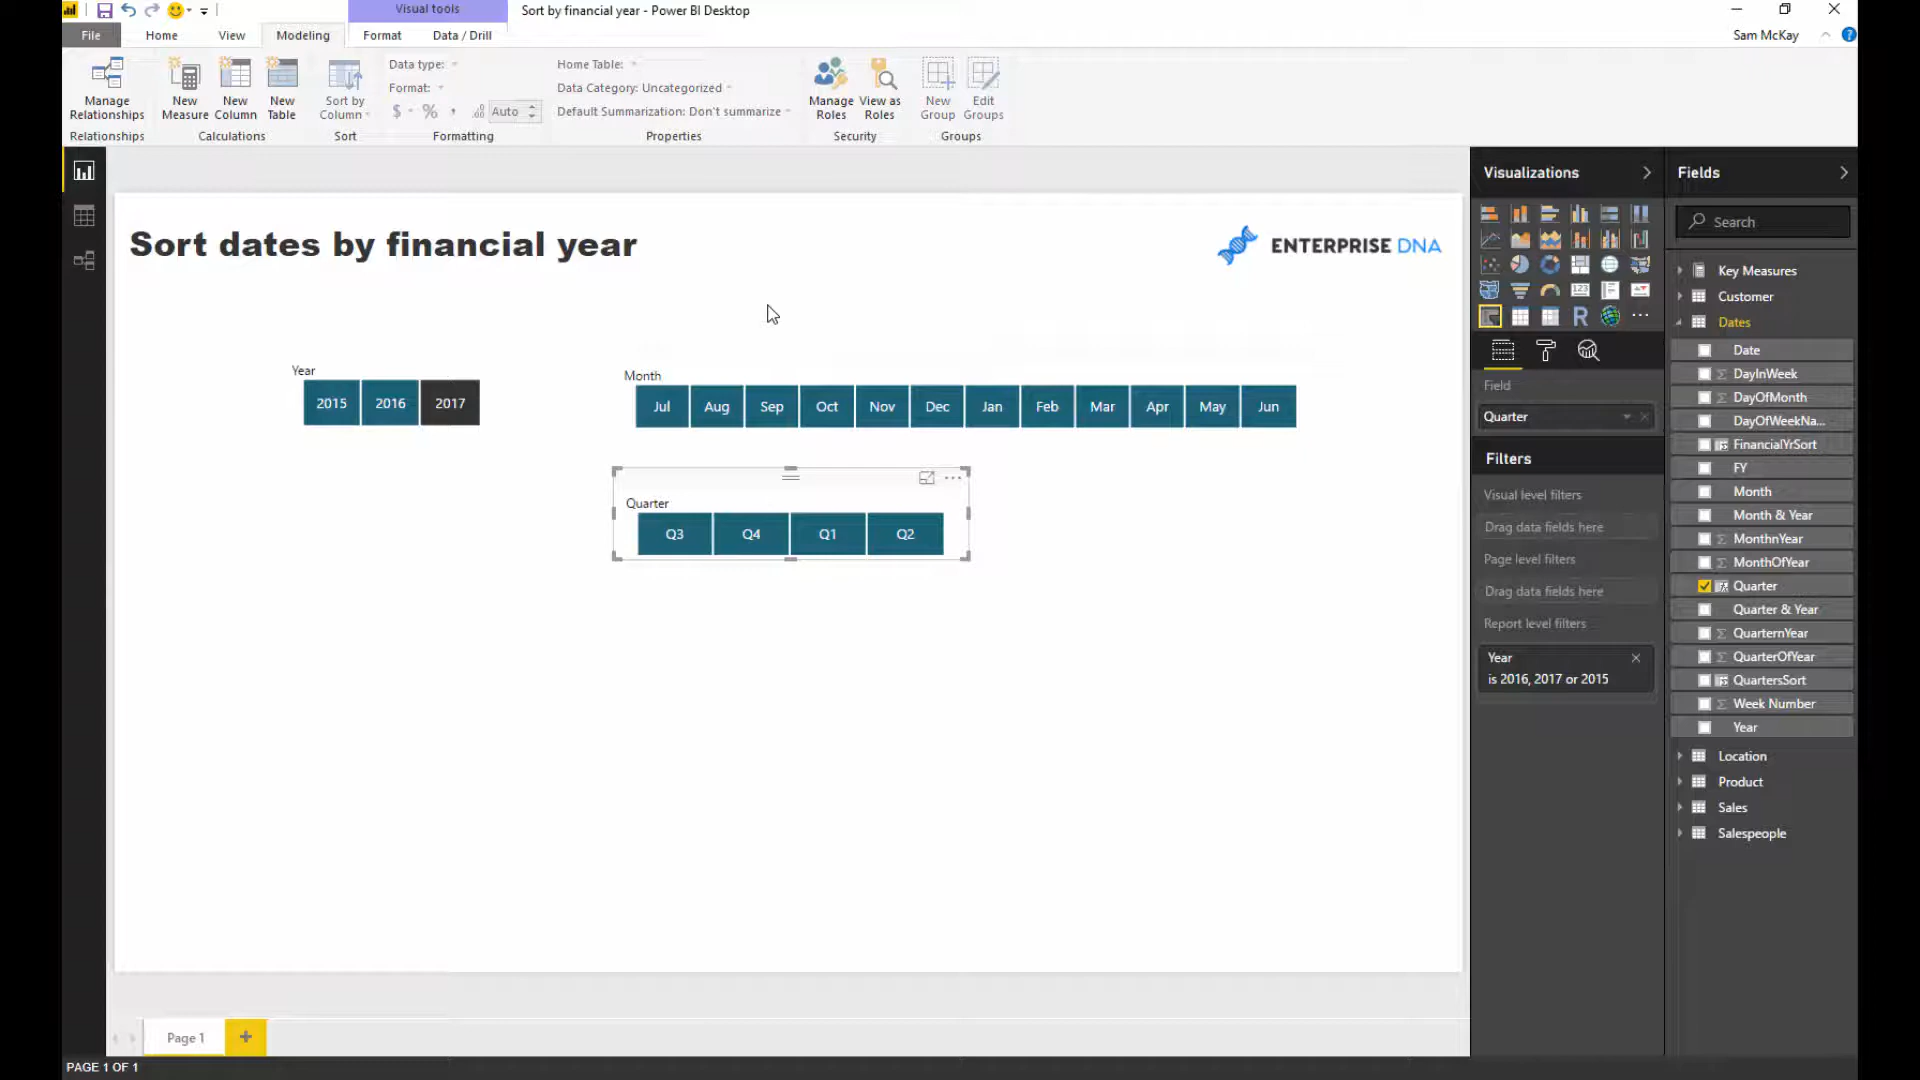 Visual tools
Sort by financial year - Power BI Desktop
File
Home
View
Modeling
Format
Data / Drill
Sam McKay
Manage Relationships
Relationships
New Measure
New Column
New Table
Calculations
Sort by Column
Sort
Data type:
Format:
$ % , Auto
Formatting
Home Table:
Data Category: Uncategorized
Default Summarization: Don't summarize
Properties
Manage Roles
View as Roles
Security
New Group
Edit Groups
Groups
Sort dates by financial year
ENTERPRISE DNA
Year
2015 2016 2017
Month
Jul Aug Sep Oct Nov Dec Jan Feb Mar Apr May Jun
Quarter
Q3 Q4 Q1 Q2
Visualizations
R
Field
Quarter
Filters
Visual level filters
Drag data fields here
Page level filters
Drag data fields here
Report level filters
Year
is 2016, 2017 or 2015
Fields
Search
Key Measures
Customer
Dates
Date
DayInWeek
DayOfMonth
DayOfWeekNa...
FinancialYrSort
FY
Month
Month & Year
MonthnYear
MonthOfYear
Quarter
Quarter & Year
QuarternYear
QuarterOfYear
QuartersSort
Week Number
Year
Location
Product
Sales
Salespeople
Page 1
PAGE 1 OF 1